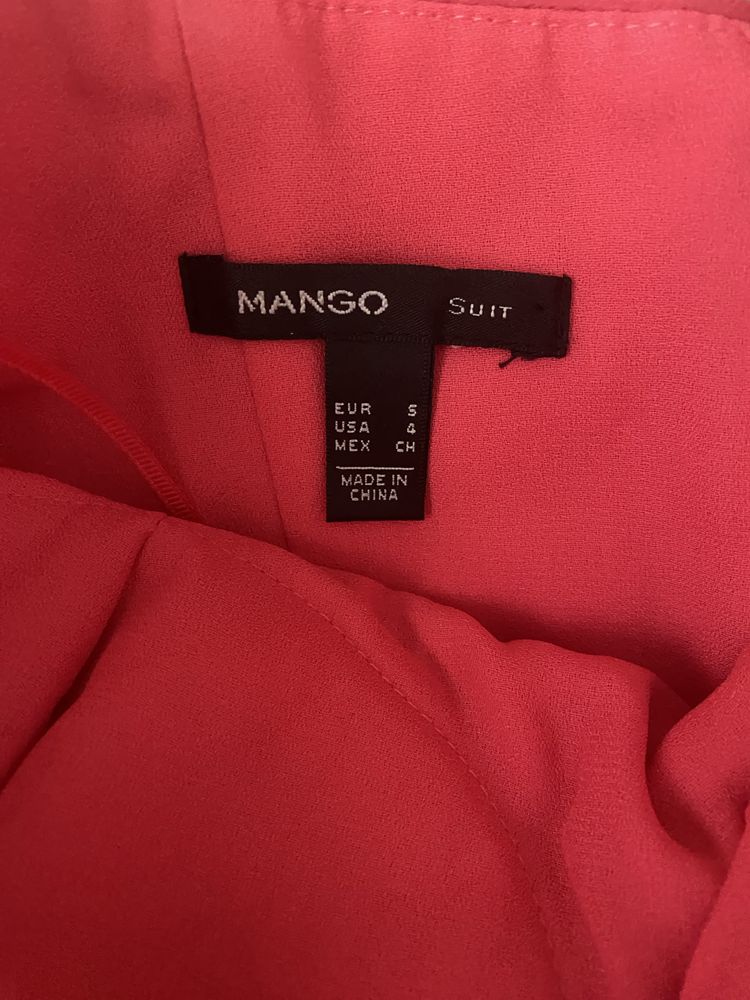 MANGO SUIT
EUR S
USA 4
MEX CH
MADE IN
CHINA